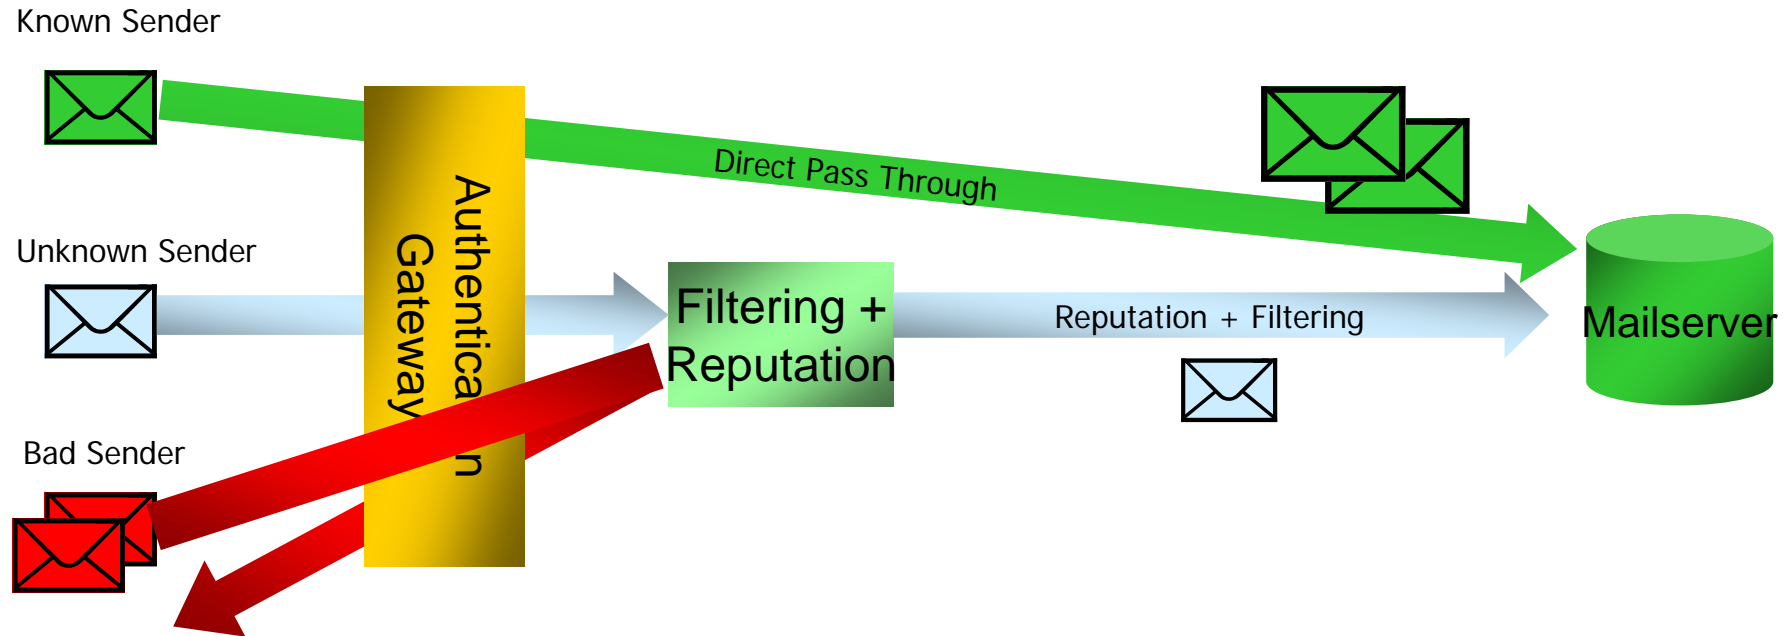 Known Sender
Direct Pass Through
Unknown Sender
Authentication
Gateway
Filtering +
Reputation
Reputation + Filtering
Mailserver
Bad Sender